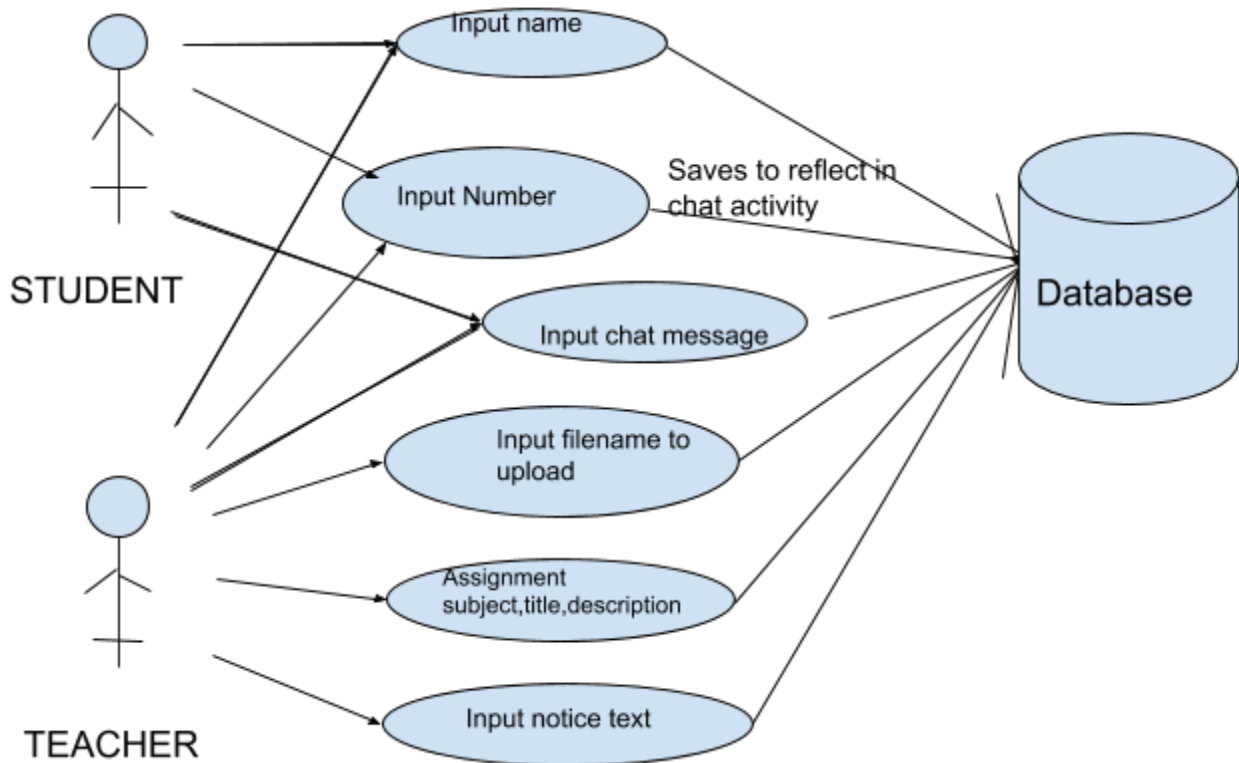 Input name
Saves to reflect in
chat activity
Input Number
STUDENT
Database
Input chat message
Input filename to
upload
Assignment
subject,title,description
Input notice text
TEACHER